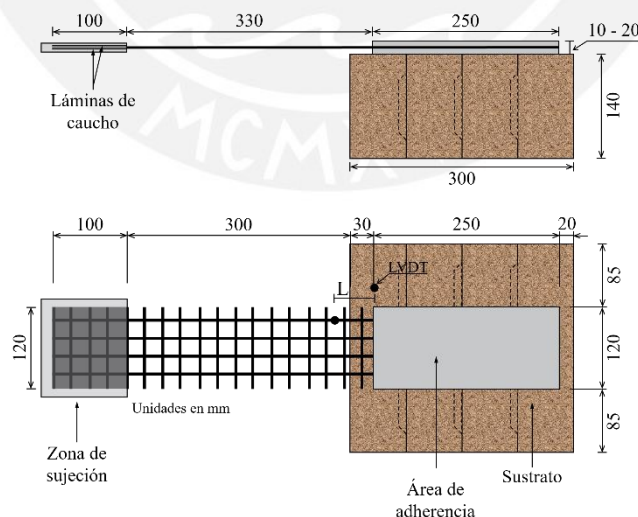 100
330
250
10 - 20
Láminas de
caucho
140
MCMX
300
100
300
30
250
20
LVDT
L
85
120
120
85
Unidades en mm
Zona de
sujeción
Área de
adherencia
Sustrato